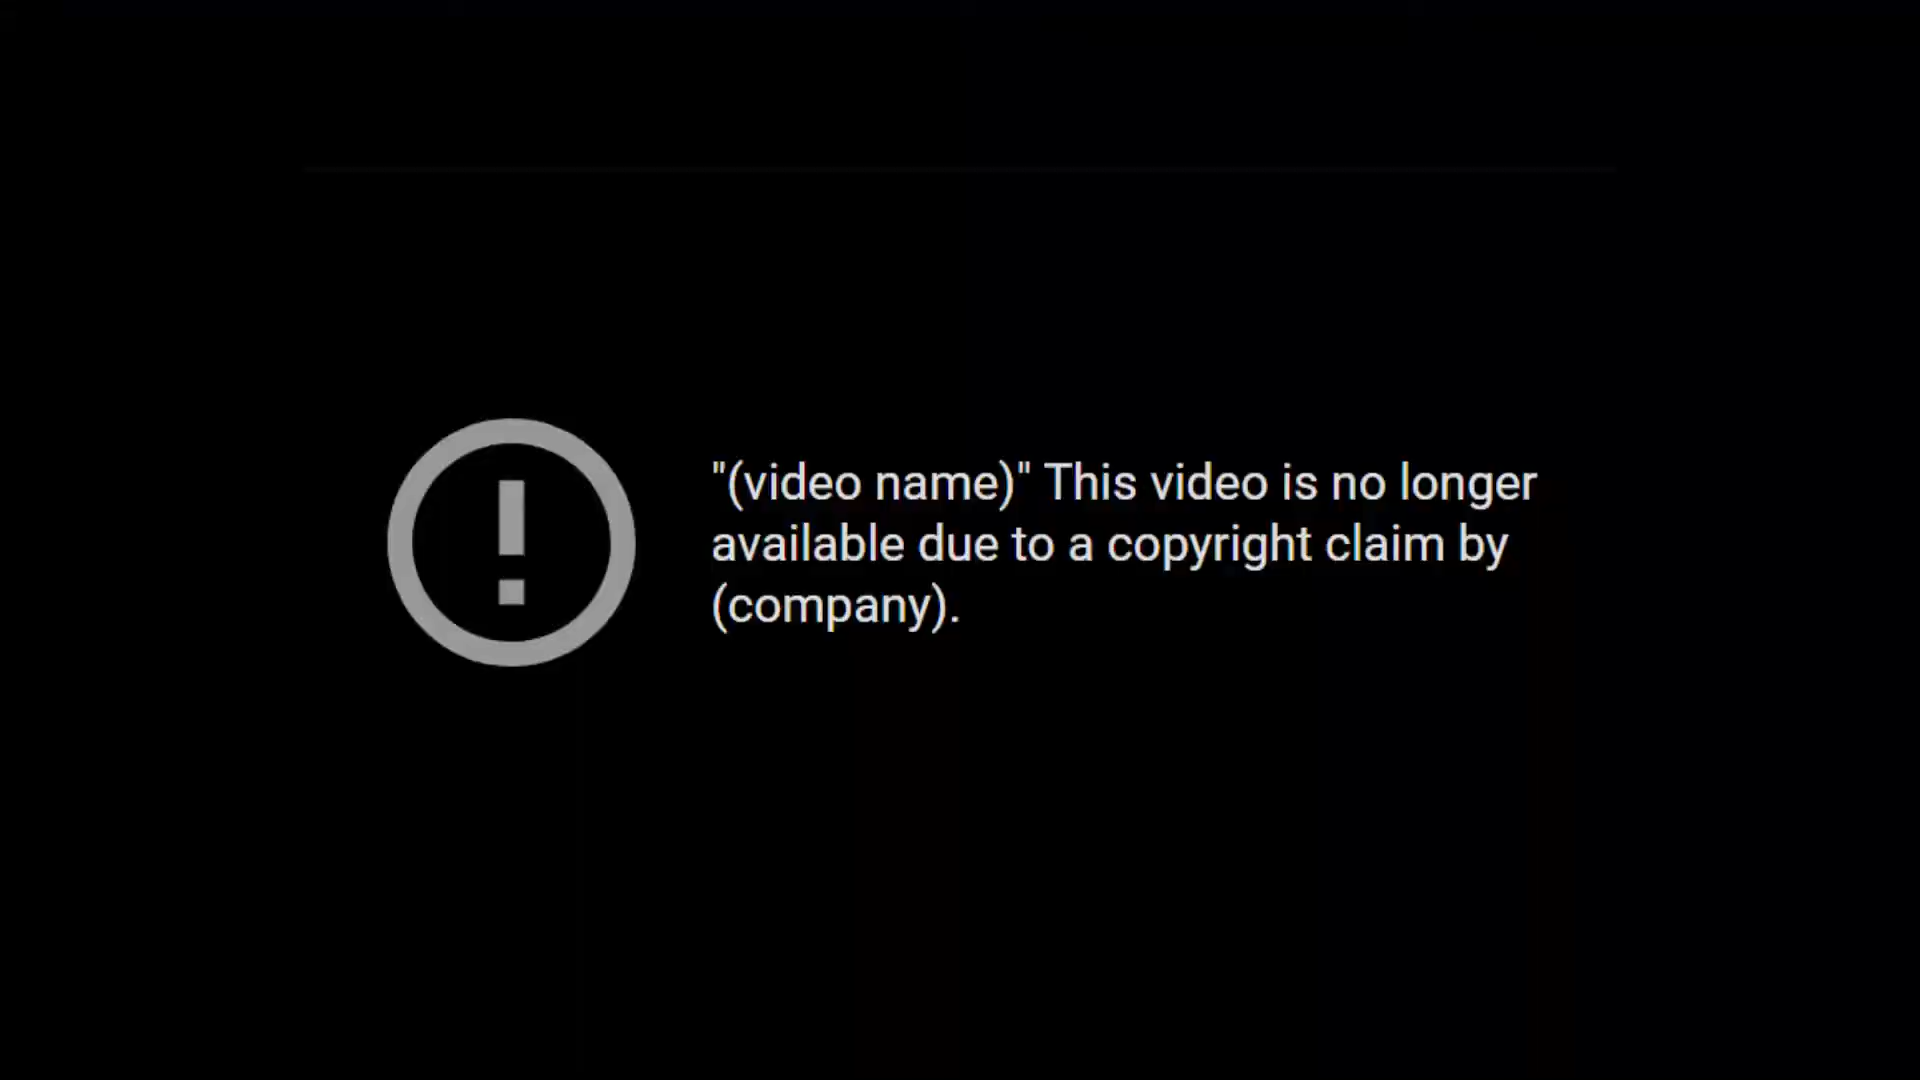 "(video name)" This video is no longer
available due to a copyright claim by
(company).